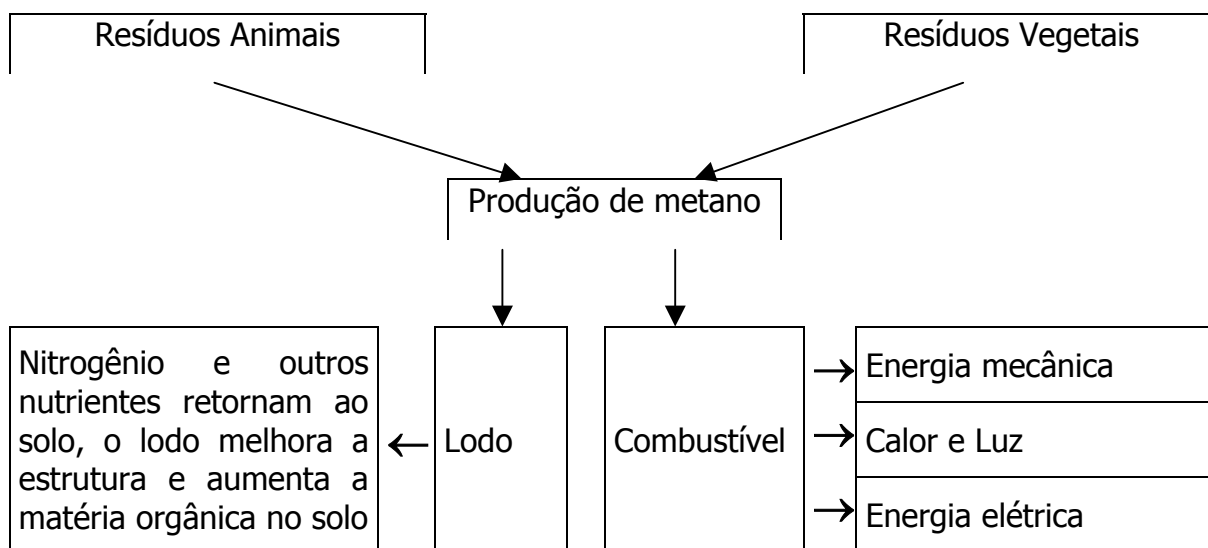 Resíduos Animais
Resíduos Vegetais
Produção de metano
Nitrogênio e outros
nutrientes retornam ao
solo, o lodo melhora a
estrutura e aumenta a
matéria orgânica no solo
Lodo
Combustível
Energia mecânica
Calor e Luz
Energia elétrica